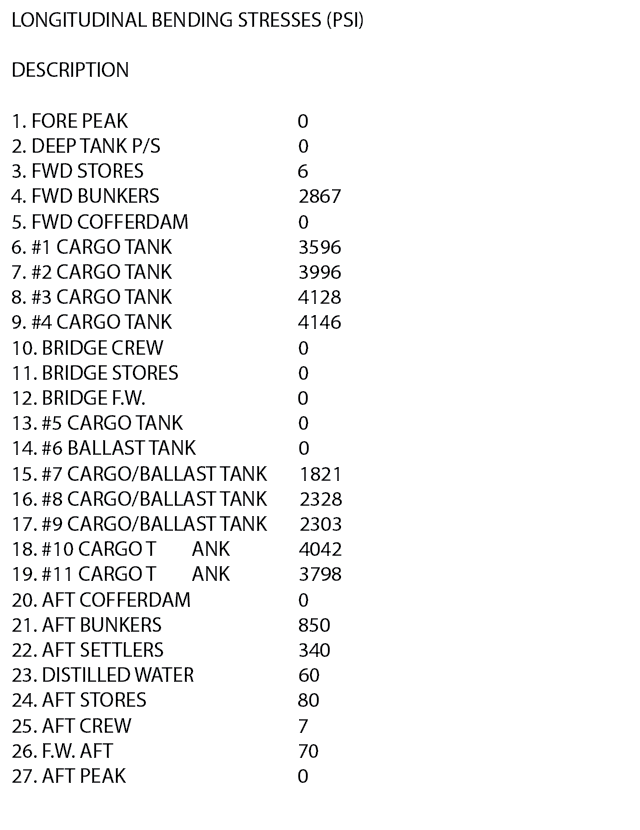 LONGITUDINAL BENDING STRESSES (PSI)
DESCRIPTION
1. FORE PEAK 0
2. DEEP TANK P/S 0
3. FWD STORES 6
4. FWD BUNKERS 2867
5. FWD COFFERDAM 0
6. #1 CARGO TANK 3596
7. #2 CARGO TANK 3996
8. #3 CARGO TANK 4128
9. #4 CARGO TANK 4146
10. BRIDGE CREW 0
11. BRIDGE STORES 0
12. BRIDGE F.W. 0
13. #5 CARGO TANK 0
14. #6 BALLAST TANK 0
15. #7 CARGO/BALLAST TANK 1821
16. #8 CARGO/BALLAST TANK 2328
17. #9 CARGO/BALLAST TANK 2303
18. #10 CARGO T ANK 4042
19. #11 CARGO T ANK 3798
20. AFT COFFERDAM 0
21. AFT BUNKERS 850
22. AFT SETTLERS 340
23. DISTILLED WATER 60
24. AFT STORES 80
25. AFT CREW 7
26. F.W. AFT 70
27. AFT PEAK 0